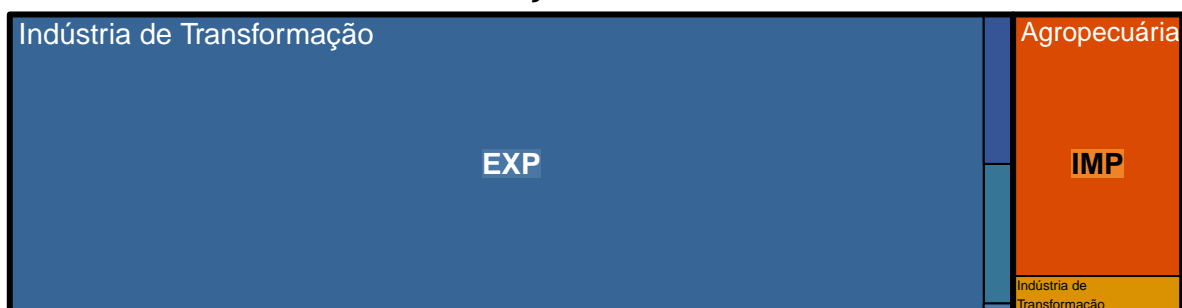 Indústria de Transformação
EXP
Agropecuária
IMP
Indústria de
Transformação